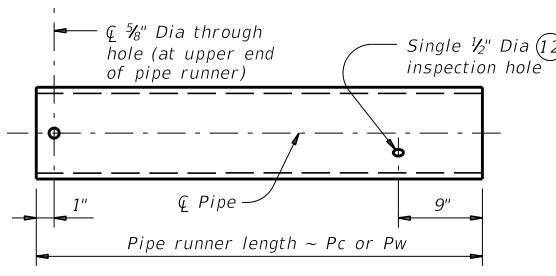 ℄ 5/8" Dia through
hole (at upper end
of pipe runner)
Single 1/2" Dia 12
inspection hole
℄ Pipe
1"
9"
Pipe runner length ~ Pc or Pw